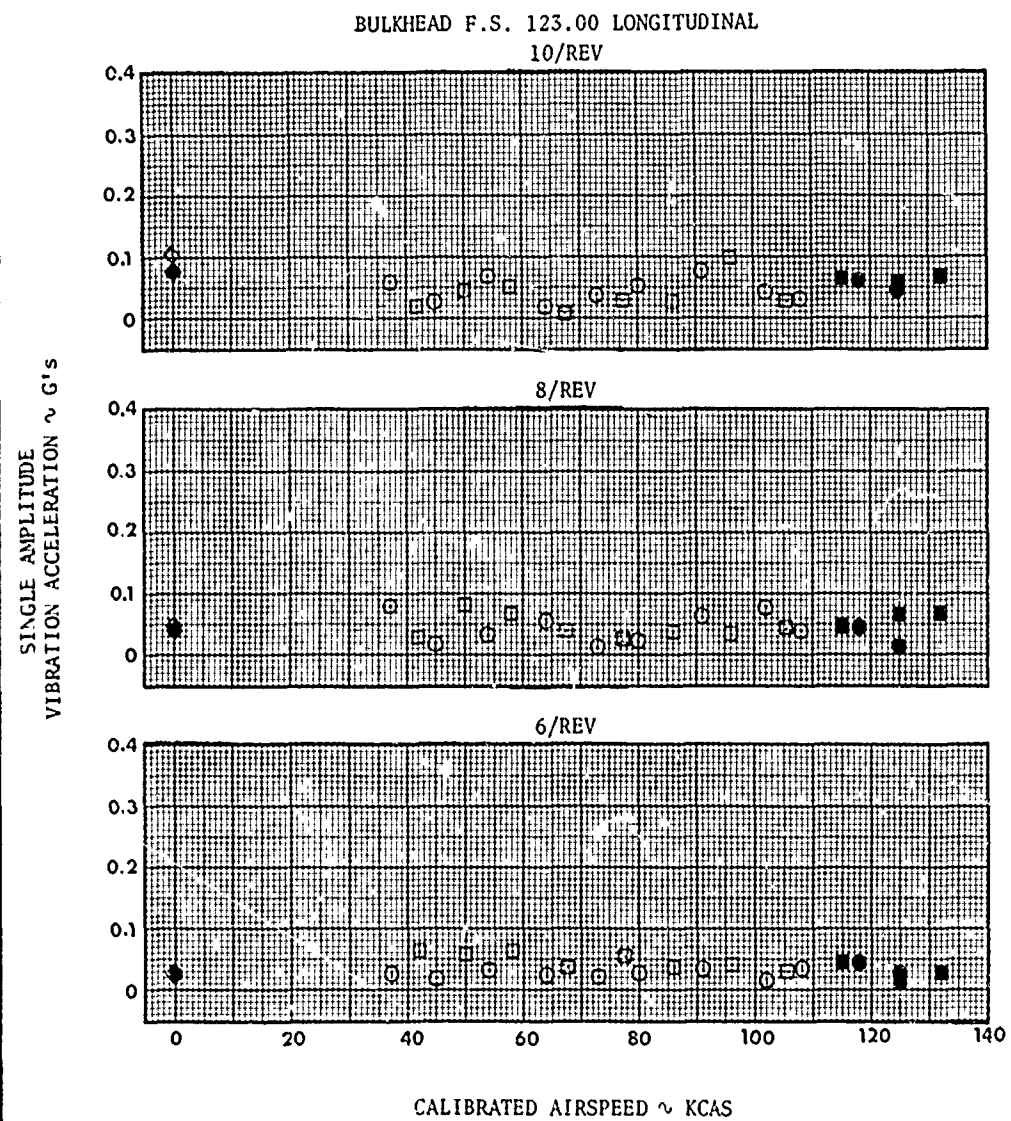 BULKHEAD F.S. 123.00 LONGITUDINAL
10/REV
0.4
0.3
0.2
0.1
0
8/REV
0.4
0.3
0.2
0.1
0
6/REV
0.4
0.3
0.2
0.1
0
0 20 40 60 80 100 120 140
SINGLE AMPLITUDE
VIBRATION ACCELERATION ~ G's
CALIBRATED AIRSPEED ~ KCAS